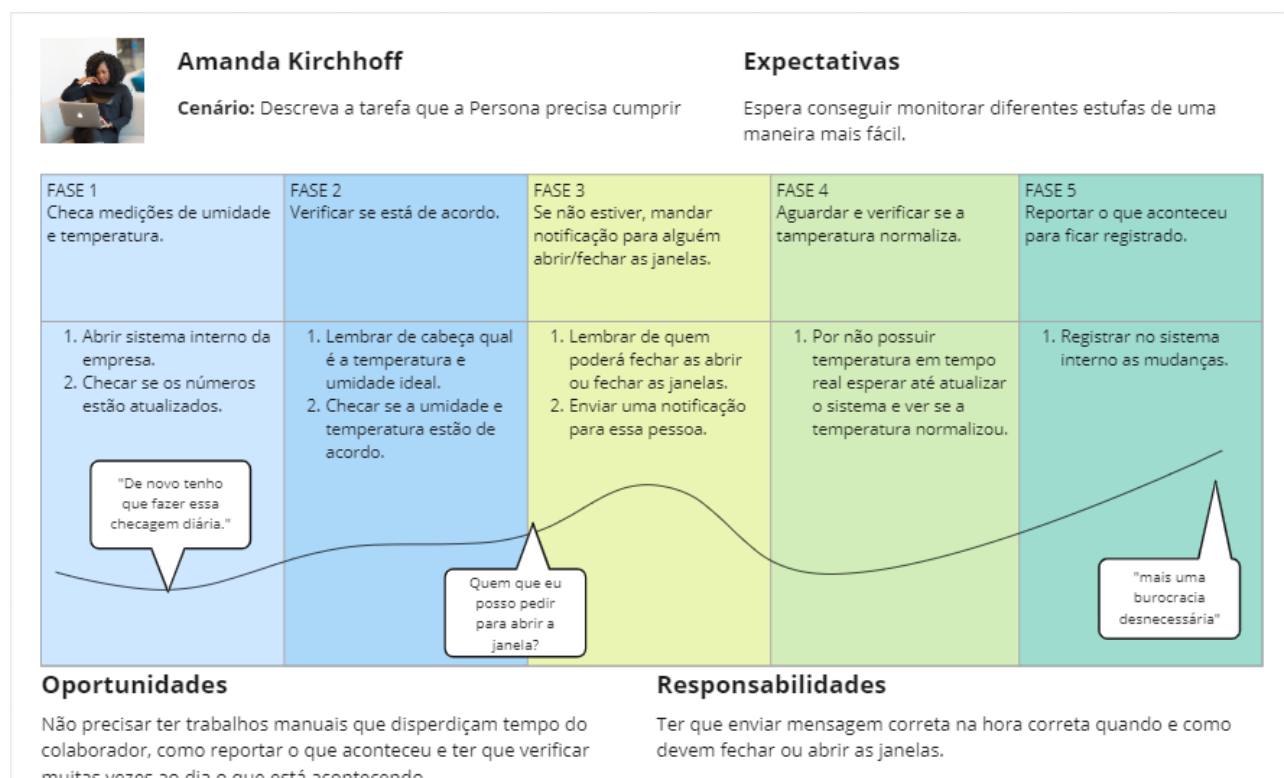 Amanda Kirchhoff
Cenário: Descreva a tarefa que a Persona precisa cumprir
Expectativas
Espera conseguir monitorar diferentes estufas de uma
maneira mais fácil.
FASE 1
Checa medições de umidade
e temperatura.
FASE 2
Verificar se está de acordo.
FASE 3
Se não estiver, mandar
notificação para alguém
abrir/fechar as janelas.
FASE 4
Aguardar e verificar se a
tamperatura normaliza.
FASE 5
Reportar o que aconteceu
para ficar registrado.
1. Abrir sistema interno da
empresa.
2. Checar se os números
estão atualizados.
1. Lembrar de cabeça qual
é a temperatura e
umidade ideal.
2. Checar se a umidade e
temperatura estão de
acordo.
1. Lembrar de quem
poderá fechar as abrir
ou fechar as janelas.
2. Enviar uma notificação
para essa pessoa.
1. Por não possuir
temperatura em tempo
real esperar até atualizar
o sistema e ver se a
temperatura normalizou.
1. Registrar no sistema
interno as mudanças.
"De novo tenho
que fazer essa
checagem diária."
Quem que eu
posso pedir
para abrir a
janela?
"mais uma
burocracia
desnecessária"
Oportunidades
Não precisar ter trabalhos manuais que disperdiçam tempo do
colaborador, como reportar o que aconteceu e ter que verificar
muitas vezes ao dia o que está acontecendo
Responsabilidades
Ter que enviar mensagem correta na hora correta quando e como
devem fechar ou abrir as janelas.